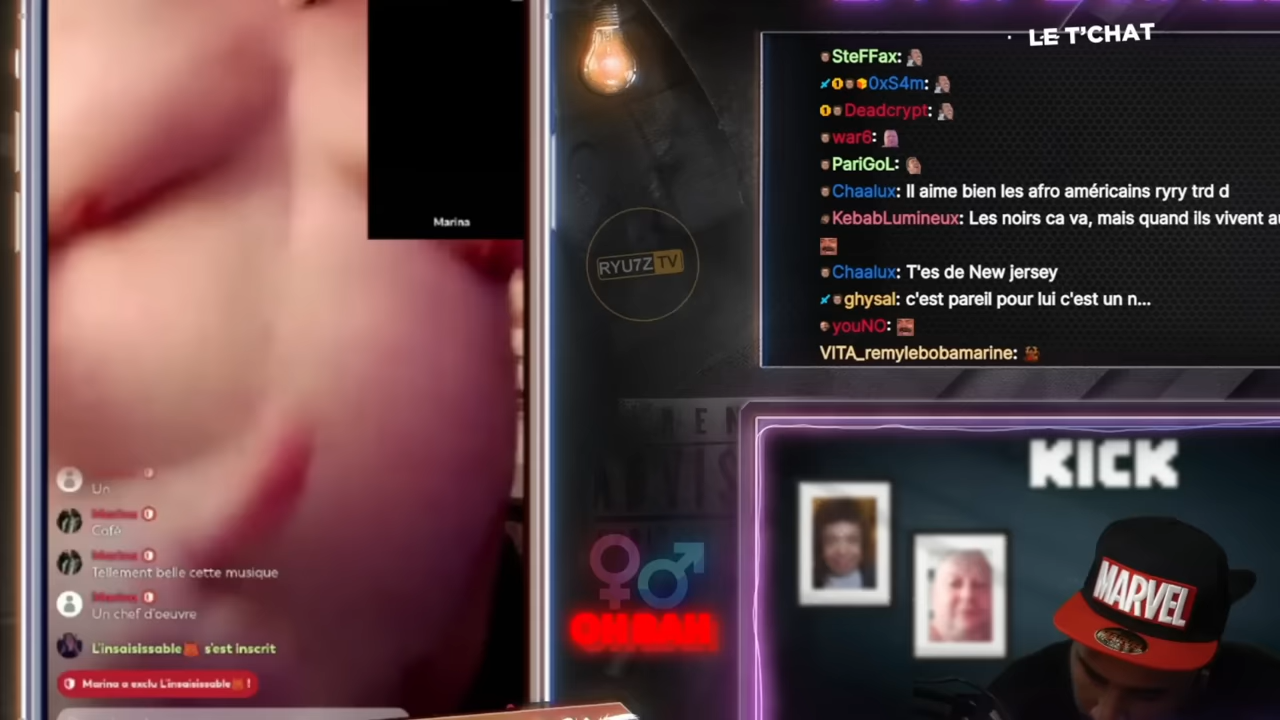 Marina
Un
Marina
Café
Marina
Tellement belle cette musique
Marina
Un chef d'oeuvre
L'insaisissable s'est inscrit
Marina a exclu L'insaisissable !
RYU7Z TV
LE T'CHAT
SteFFax:
0xS4m:
Deadcrypt:
war6:
PariGoL:
Chaalux: Il aime bien les afro américains ryry trd d
KebabLumineux: Les noirs ca va, mais quand ils vivent au
Chaalux: T'es de New jersey
ghysal: c'est pareil pour lui c'est un n...
youNO:
VITA_remylebobamarine:
KICK
MARVEL